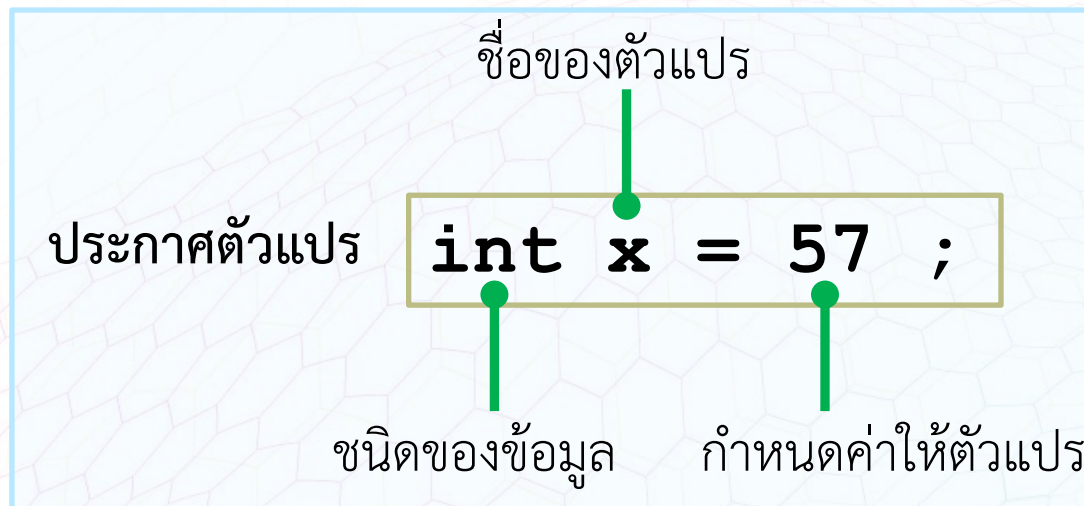 ชื่อของตัวแปร
ประกาศตัวแปร
int x = 57 ;
ชนิดของข้อมูล
กำหนดค่าให้ตัวแปร